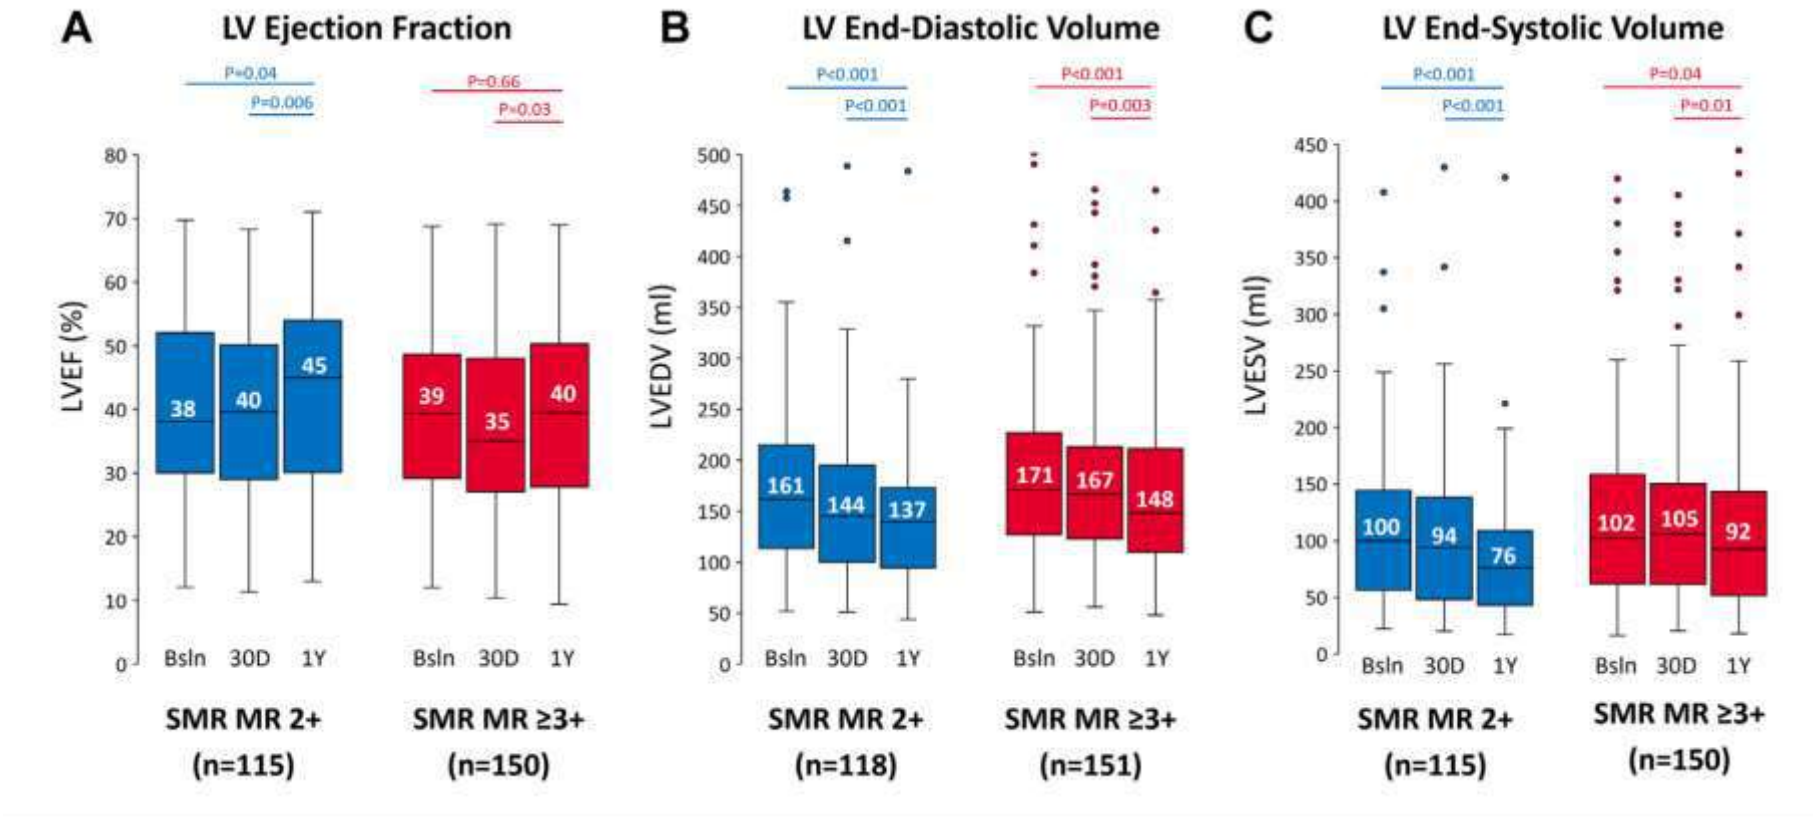 A LV Ejection Fraction
P=0.04
P=0.66
P=0.006
P=0.03
LVEF (%)
80
70
60
50
40
30
20
10
0
38
40
45
39
35
40
Bsln 30D 1Y Bsln 30D 1Y
SMR MR 2+ SMR MR ≥3+
(n=115) (n=150)
B LV End-Diastolic Volume
P<0.001
P<0.001
P<0.001
P=0.003
LVEDV (ml)
500
450
400
350
300
250
200
150
100
50
0
161
144
137
171
167
148
Bsln 30D 1Y Bsln 30D 1Y
SMR MR 2+ SMR MR ≥3+
(n=118) (n=151)
C LV End-Systolic Volume
P<0.001
P=0.04
P<0.001
P=0.01
LVESV (ml)
450
400
350
300
250
200
150
100
50
0
100
94
76
102
105
92
Bsln 30D 1Y Bsln 30D 1Y
SMR MR 2+ SMR MR ≥3+
(n=115) (n=150)